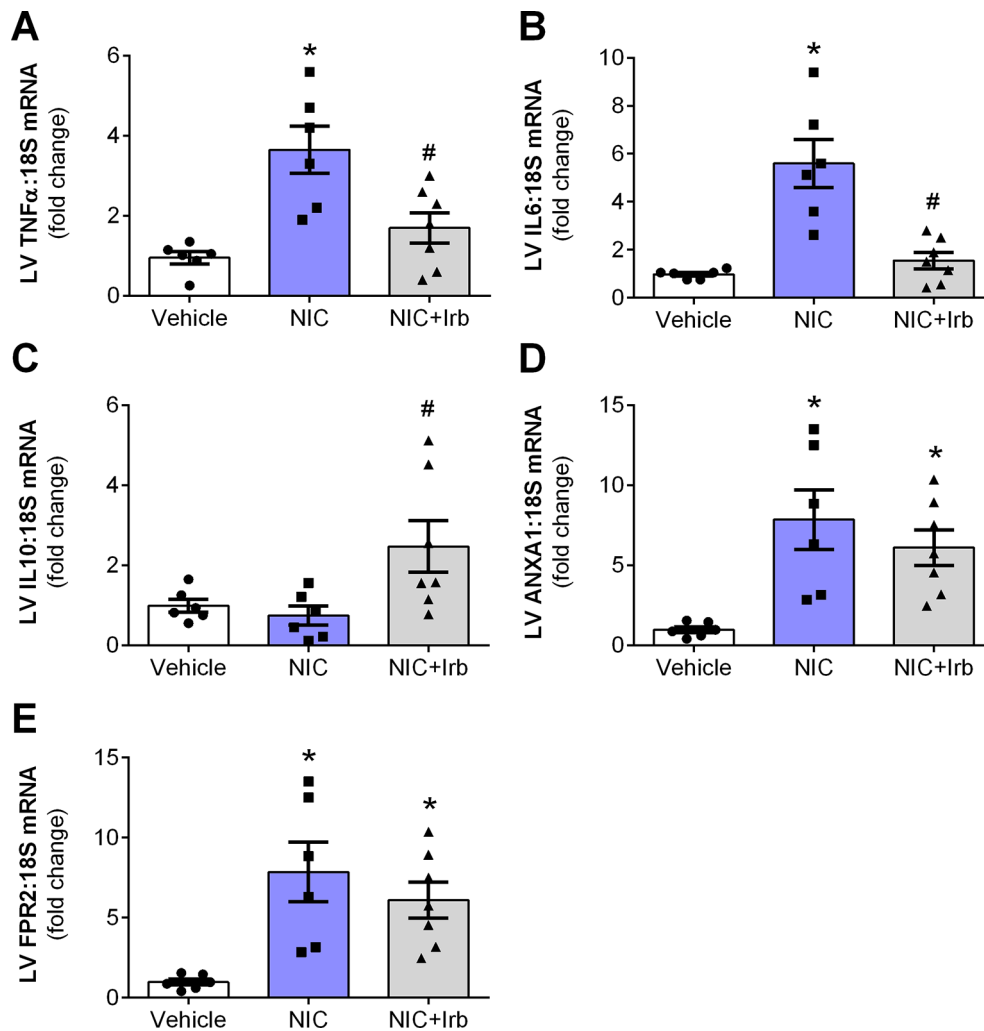 A
LV TNFα:18S mRNA
(fold change)
6
4
2
0
*
#
Vehicle NIC NIC+Irb
B
LV IL6:18S mRNA
(fold change)
10
8
6
4
2
0
*
#
Vehicle NIC NIC+Irb
C
LV IL10:18S mRNA
(fold change)
6
4
2
0
#
Vehicle NIC NIC+Irb
D
LV ANXA1:18S mRNA
(fold change)
15
10
5
0
*
*
Vehicle NIC NIC+Irb
E
LV FPR2:18S mRNA
(fold change)
15
10
5
0
*
*
Vehicle NIC NIC+Irb